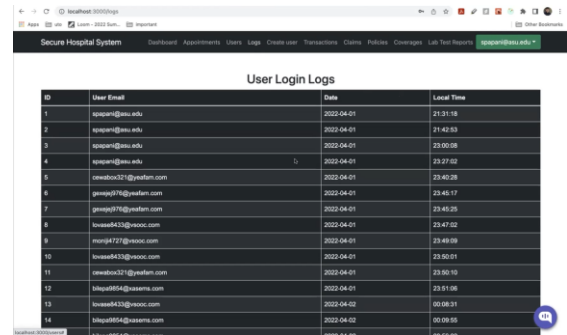 localhost:3000/logs
Apps
asu
Loom - 2022 Sum...
important
Other Bookmarks
Secure Hospital System Dashboard Appointments Users Logs Create user Transactions Claims Policies Coverages Lab Test Reports spapani@asu.edu
User Login Logs
ID User Email Date Local Time
1 spapani@asu.edu 2022-04-01 21:31:18
2 spapani@asu.edu 2022-04-01 21:42:53
3 spapani@asu.edu 2022-04-01 23:00:08
4 spapani@asu.edu 2022-04-01 23:27:02
5 cewabox321@yeafam.com 2022-04-01 23:40:28
6 gexejej976@yeafam.com 2022-04-01 23:45:17
7 gexejej976@yeafam.com 2022-04-01 23:45:25
8 lovase8433@vsooc.com 2022-04-01 23:47:02
9 moniji4727@vsooc.com 2022-04-01 23:49:09
10 lovase8433@vsooc.com 2022-04-01 23:50:01
11 cewabox321@yeafam.com 2022-04-01 23:50:10
12 bilepa9854@xasems.com 2022-04-01 23:51:06
13 lovase8433@vsooc.com 2022-04-02 00:06:31
14 bilepa9854@xasems.com 2022-04-02 00:09:55